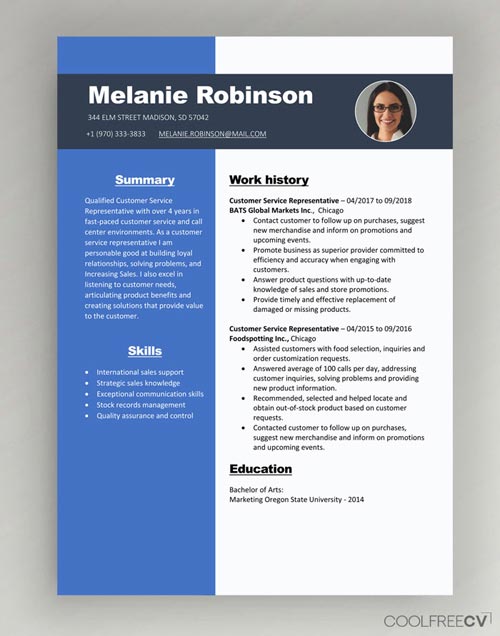 Melanie Robinson
344 ELM STREET MADISON, SD 57042
+1 (970) 333-3833 MELANIE.ROBINSON@MAIL.COM
Summary
Qualified Customer Service
Representative with over 4 years in
fast-paced customer service and call
center environments. As a customer
service representative I am
personable good at building loyal
relationships, solving problems, and
Increasing Sales. I also excel in
listening to customer needs,
articulating product benefits and
creating solutions that provide value
to the customer.
Skills
• International sales support
• Strategic sales knowledge
• Exceptional communication skills
• Stock records management
• Quality assurance and control
Work history
Customer Service Representative – 04/2017 to 09/2018
BATS Global Markets Inc., Chicago
• Contact customer to follow up on purchases, suggest
new merchandise and inform on promotions and
upcoming events.
• Promote business as superior provider committed to
efficiency and accuracy when engaging with
customers.
• Answer product questions with up-to-date
knowledge of sales and store promotions.
• Provide timely and effective replacement of
damaged or missing products.
Customer Service Representative – 04/2015 to 09/2016
Foodspotting Inc., Chicago
• Assisted customers with food selection, inquiries and
order customization requests.
• Answered average of 100 calls per day, addressing
customer inquiries, solving problems and providing
new product information.
• Recommended, selected and helped locate and
obtain out-of-stock product based on customer
requests.
• Contacted customer to follow up on purchases,
suggest new merchandise and inform on promotions
and upcoming events.
Education
Bachelor of Arts:
Marketing Oregon State University - 2014
COOLFREECV